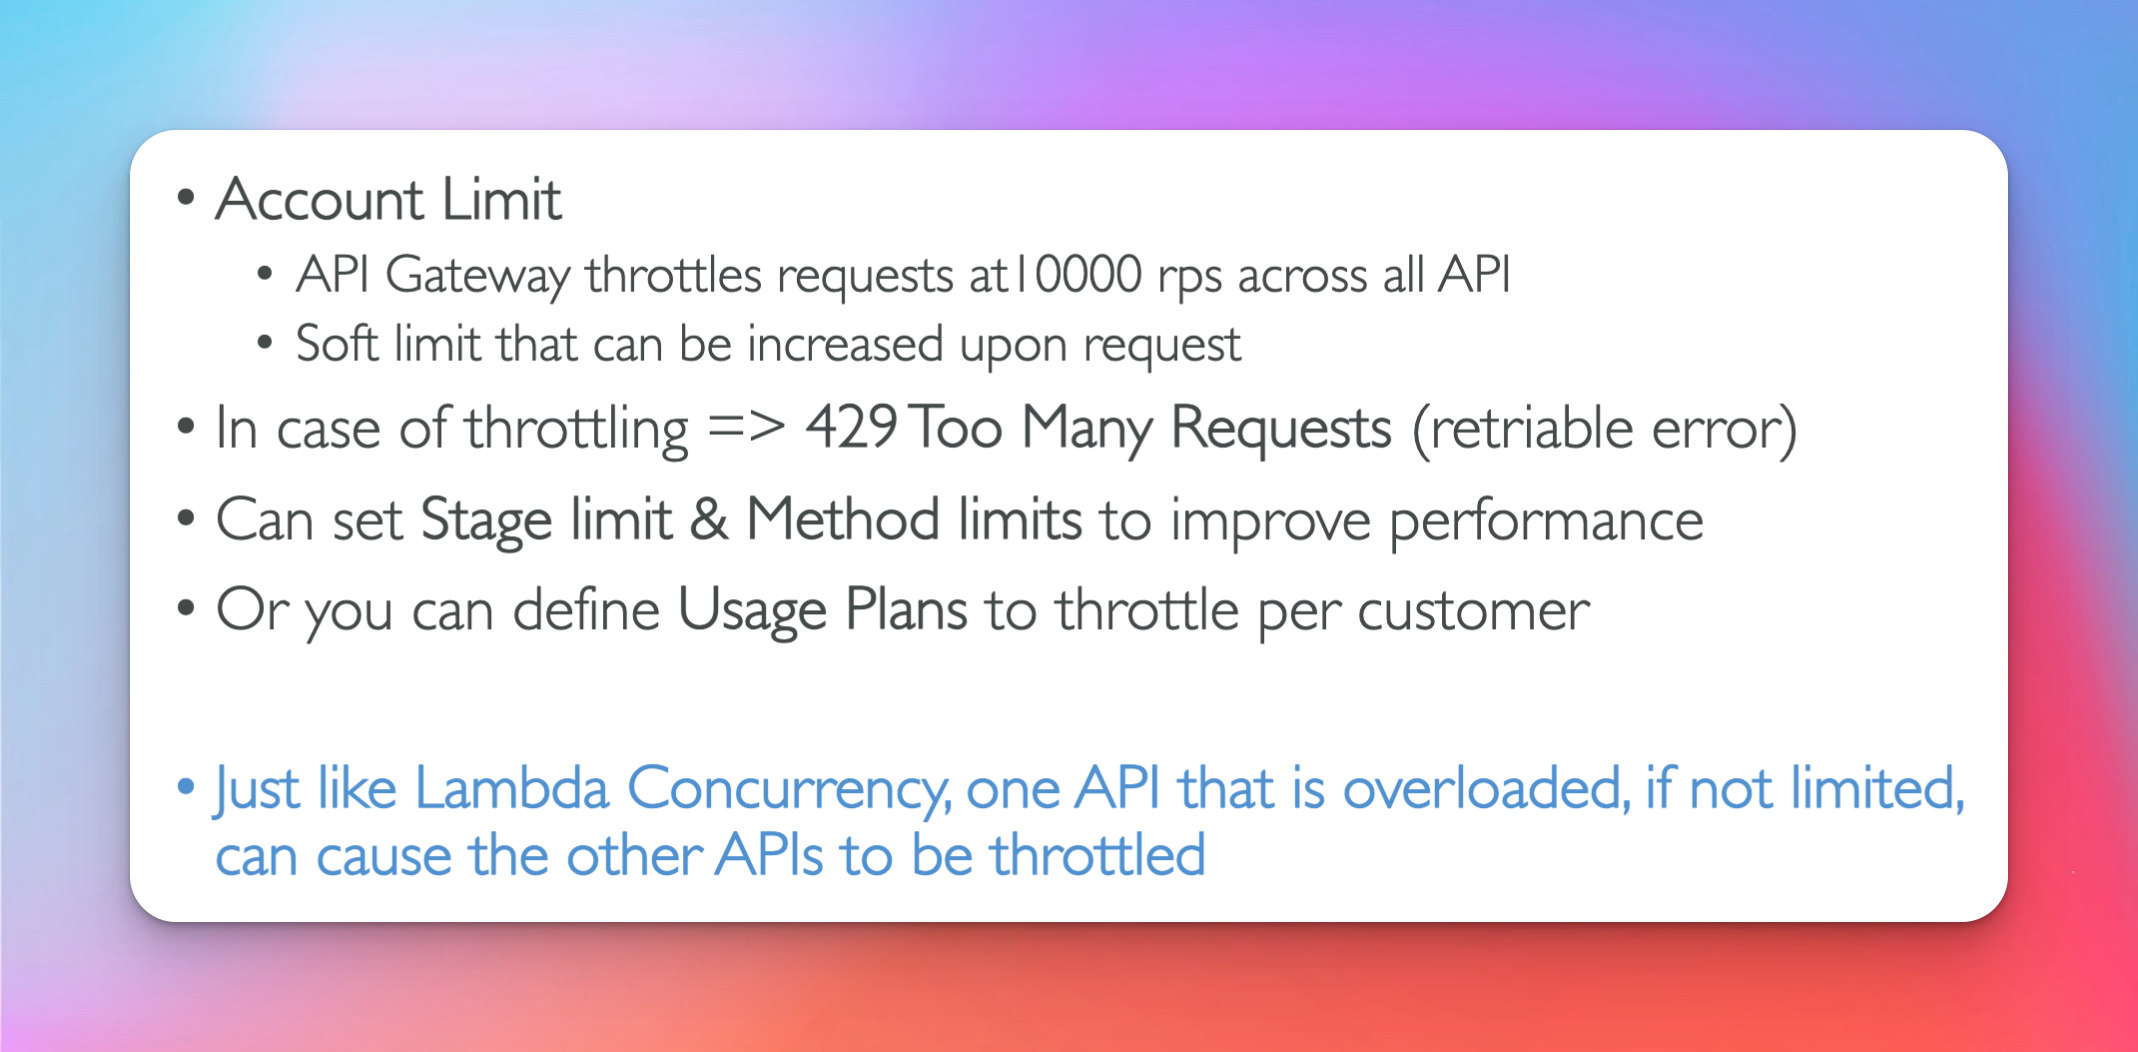 • Account Limit
• API Gateway throttles requests at10000 rps across all API
• Soft limit that can be increased upon request
• In case of throttling => 429 Too Many Requests (retriable error)
• Can set Stage limit & Method limits to improve performance
• Or you can define Usage Plans to throttle per customer
• Just like Lambda Concurrency, one API that is overloaded, if not limited,
can cause the other APIs to be throttled